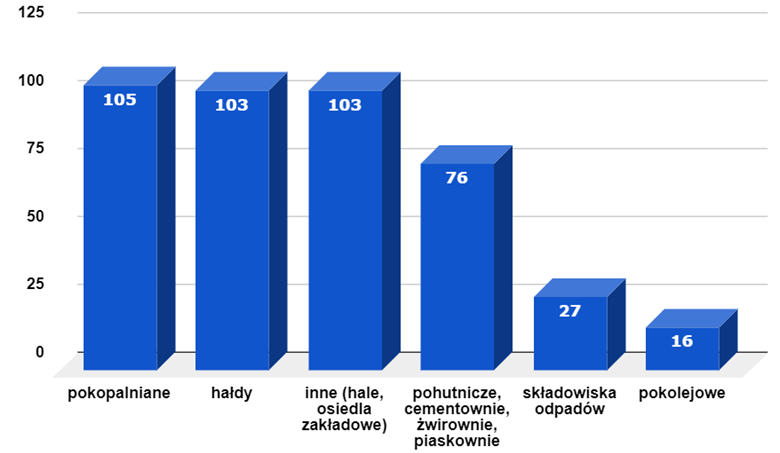 125
100
75
50
25
0
105
103
103
76
27
16
pokopalniane
hałdy
inne (hale,
osiedla
zakładowe)
pohutnicze,
cementownie,
żwirownie,
piaskownie
składowiska
odpadów
pokolejowe